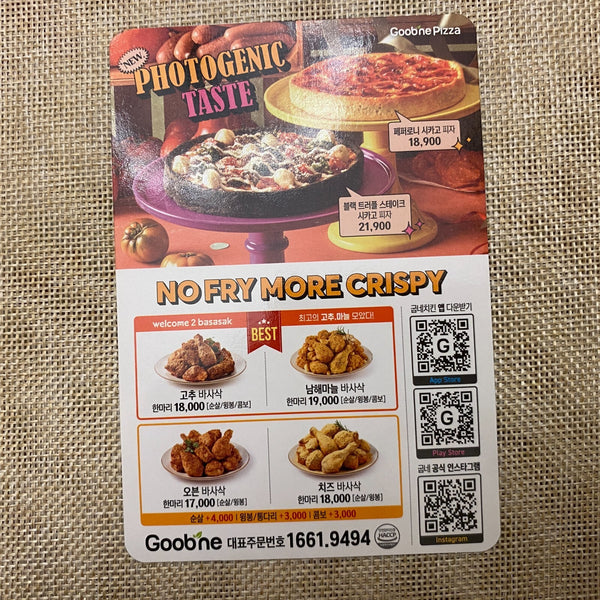 Goobne Pizza
NEW
PHOTOGENIC
TASTE
페퍼로니 시카고 피자
18,900
블랙 트러플 스테이크
시카고 피자
21,900
NO FRY MORE CRISPY
굽네치킨 앱 다운받기
welcome 2 basasak
BEST
최고의 고추,마늘 모았다!
고추 바사삭
한마리 18,000 [순살/윙봉/콤보]
남해마늘 바사삭
한마리 19,000 [순살/윙봉/콤보]
G
App Store
G
Play Store
오븐 바사삭
한마리 17,000 [순살/윙봉]
치즈 바사삭
한마리 18,000 [순살/윙봉]
굽네 공식 인스타그램
Instagram
순살 +4,000 | 윙봉/통다리 +3,000 | 콤보 +3,000
Goobne 대표주문번호 1661.9494
HACCP